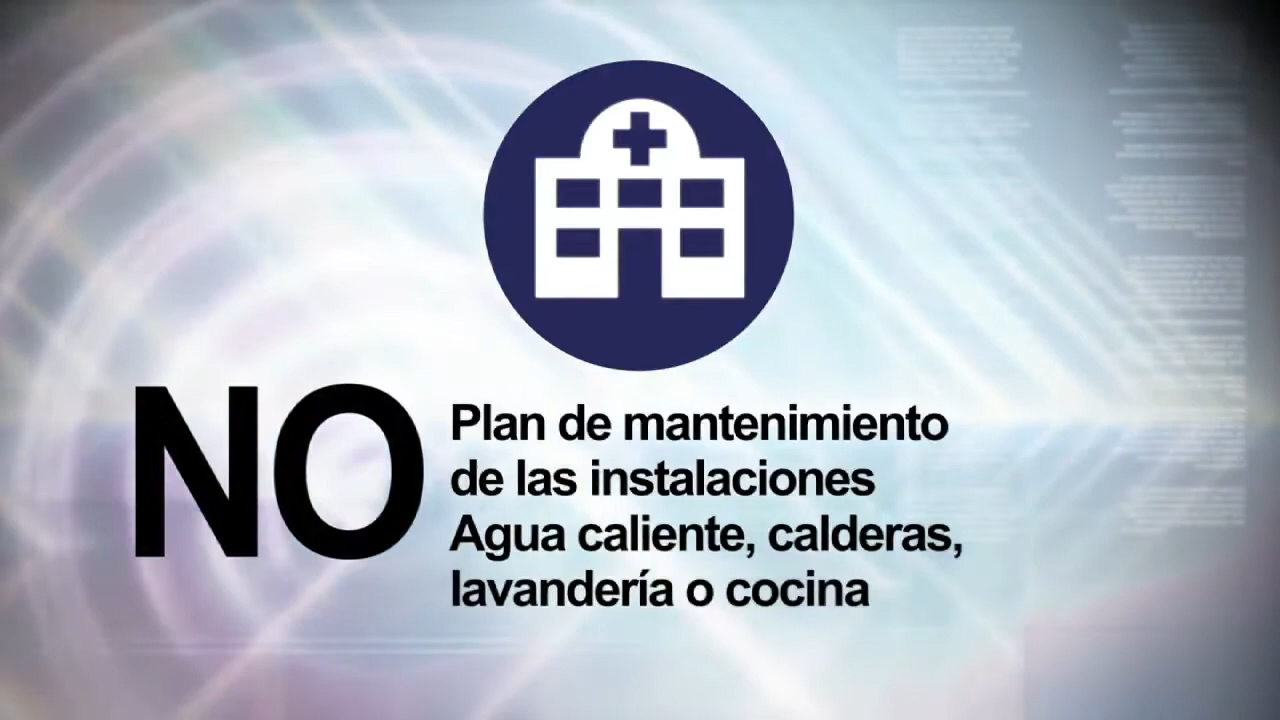 NO
Plan de mantenimiento
de las instalaciones
Agua caliente, calderas,
lavandería o cocina